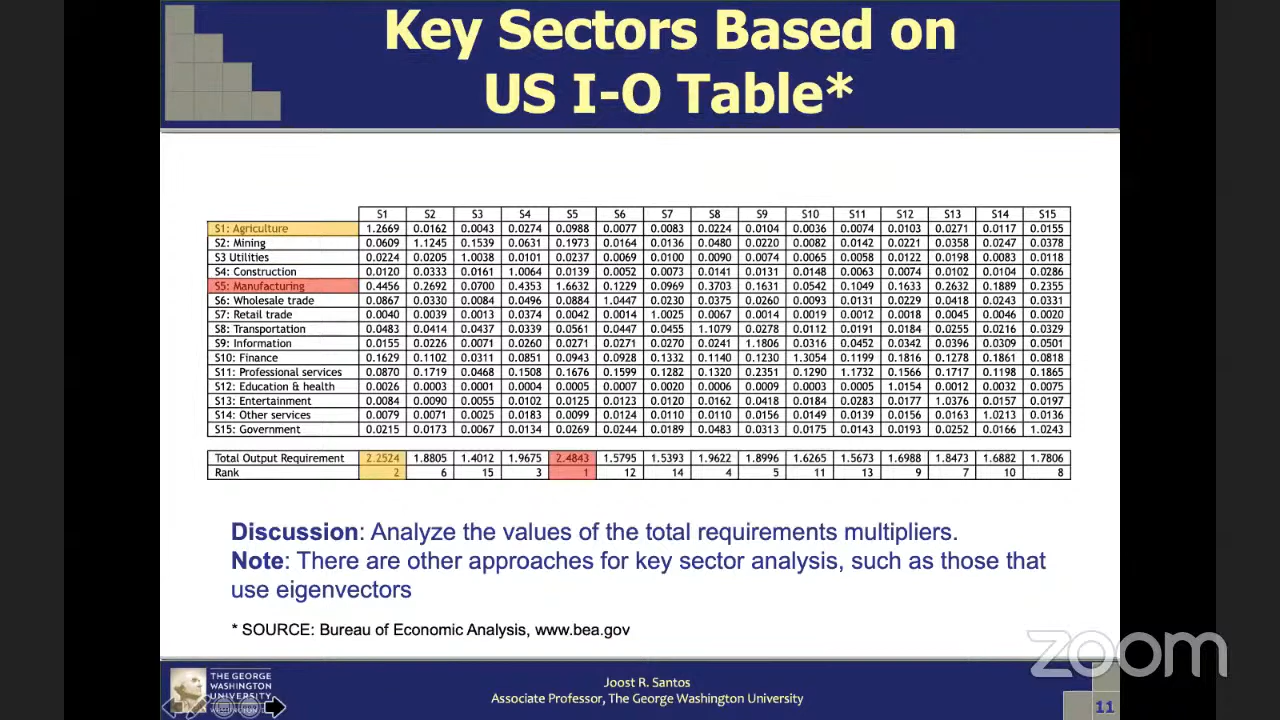 Key Sectors Based on
US I-O Table*
S1 S2 S3 S4 S5 S6 S7 S8 S9 S10 S11 S12 S13 S14 S15
S1: Agriculture 1.2669 0.0162 0.0043 0.0274 0.0988 0.0077 0.0083 0.0224 0.0104 0.0036 0.0074 0.0103 0.0271 0.0117 0.0155
S2: Mining 0.0609 1.1245 0.1539 0.0631 0.1973 0.0164 0.0136 0.0480 0.0220 0.0082 0.0142 0.0221 0.0358 0.0247 0.0378
S3 Utilities 0.0224 0.0205 1.0038 0.0101 0.0237 0.0069 0.0100 0.0090 0.0074 0.0065 0.0058 0.0122 0.0198 0.0083 0.0118
S4: Construction 0.0120 0.0333 0.0161 1.0064 0.0139 0.0052 0.0073 0.0141 0.0131 0.0148 0.0063 0.0074 0.0102 0.0104 0.0286
S5: Manufacturing 0.4456 0.2692 0.0700 0.4353 1.6632 0.1229 0.0969 0.3703 0.1631 0.0542 0.1049 0.1633 0.2632 0.1889 0.2355
S6: Wholesale trade 0.0867 0.0330 0.0084 0.0496 0.0884 1.0447 0.0230 0.0375 0.0260 0.0093 0.0131 0.0229 0.0418 0.0243 0.0331
S7: Retail trade 0.0040 0.0039 0.0013 0.0374 0.0042 0.0014 1.0025 0.0067 0.0014 0.0019 0.0012 0.0018 0.0045 0.0046 0.0020
S8: Transportation 0.0483 0.0414 0.0437 0.0339 0.0561 0.0447 0.0455 1.1079 0.0278 0.0112 0.0191 0.0184 0.0255 0.0216 0.0329
S9: Information 0.0155 0.0226 0.0071 0.0260 0.0271 0.0271 0.0270 0.0241 1.1806 0.0316 0.0452 0.0342 0.0396 0.0309 0.0501
S10: Finance 0.1629 0.1102 0.0311 0.0851 0.0943 0.0928 0.1332 0.1140 0.1230 1.3054 0.1199 0.1816 0.1278 0.1861 0.0818
S11: Professional services 0.0870 0.1719 0.0468 0.1508 0.1676 0.1599 0.1282 0.1320 0.2351 0.1290 1.1732 0.1566 0.1717 0.1198 0.1865
S12: Education & health 0.0026 0.0003 0.0001 0.0004 0.0005 0.0007 0.0020 0.0006 0.0009 0.0003 0.0005 1.0154 0.0012 0.0032 0.0075
S13: Entertainment 0.0084 0.0090 0.0055 0.0102 0.0125 0.0123 0.0120 0.0162 0.0418 0.0184 0.0283 0.0177 1.0376 0.0157 0.0197
S14: Other services 0.0079 0.0071 0.0025 0.0183 0.0099 0.0124 0.0110 0.0110 0.0156 0.0149 0.0139 0.0156 0.0163 1.0213 0.0136
S15: Government 0.0215 0.0173 0.0067 0.0134 0.0269 0.0244 0.0189 0.0483 0.0313 0.0175 0.0143 0.0193 0.0252 0.0166 1.0243
Total Output Requirement 2.2524 1.8805 1.4012 1.9675 2.4843 1.5795 1.5393 1.9622 1.8996 1.6265 1.5673 1.6988 1.8473 1.6882 1.7806
Rank 2 6 15 3 1 12 14 4 5 11 13 9 7 10 8
Discussion: Analyze the values of the total requirements multipliers.
Note: There are other approaches for key sector analysis, such as those that
use eigenvectors
* SOURCE: Bureau of Economic Analysis, www.bea.gov
zoom
THE GEORGE
WASHINGTON
UNIVERSITY
Joost R. Santos
Associate Professor, The George Washington University
11